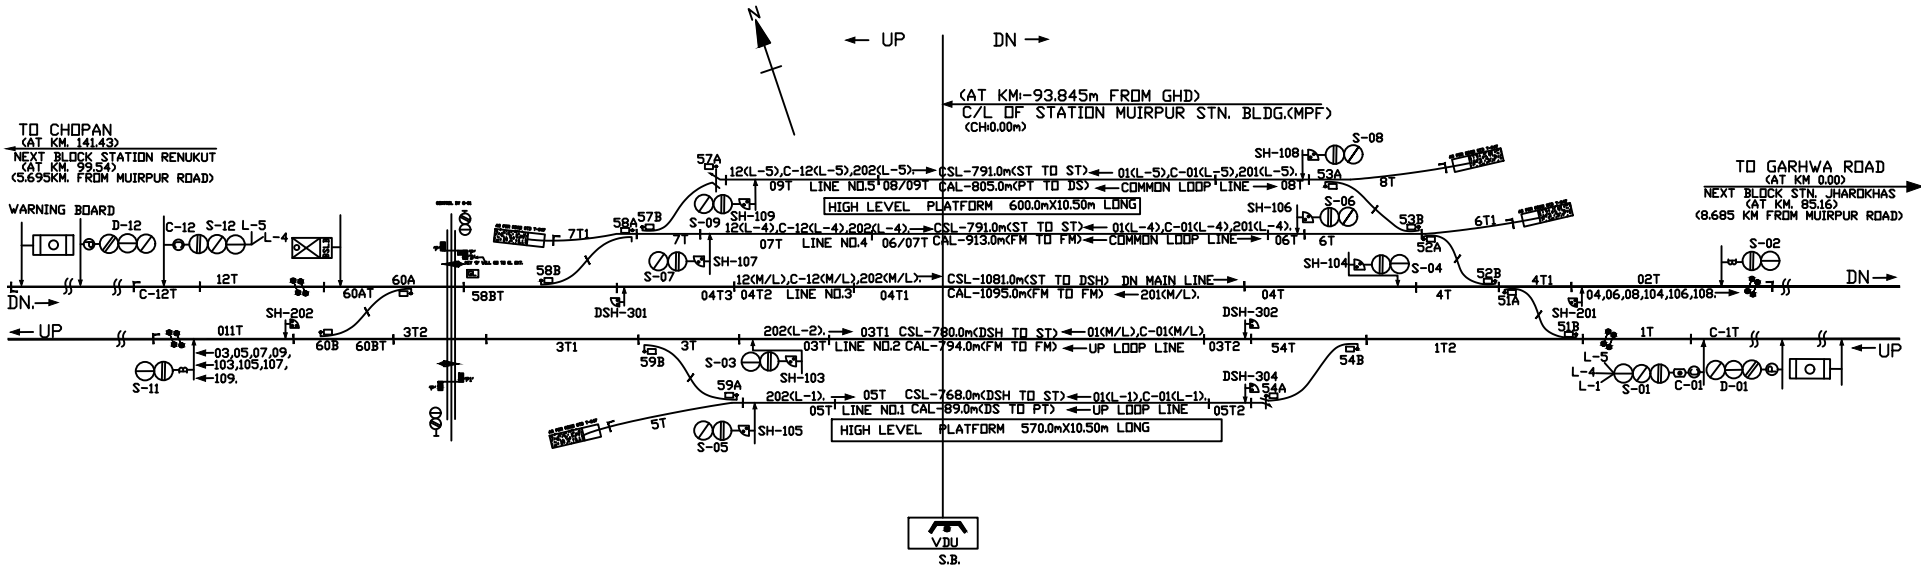 N
UP
DN
(AT KM:-93.845m FROM GHD)
C/L OF STATION MUIRPUR STN. BLDG.(MPF)
(CH:0.00m)
TO CHOPAN
(AT KM. 141.43)
NEXT BLOCK STATION RENUKUT
(AT KM. 99.54)
(5.695KM. FROM MUIRPUR ROAD)
TO GARHWA ROAD
(AT KM 0.00)
NEXT BLOCK STN. JHAROKHAS
(AT KM. 85.16)
(8.685 KM FROM MUIRPUR ROAD)
57A
12(L-5),C-12(L-5),202(L-5). CSL-791.0m(ST TO ST) 01(L-5),C-01(L-5),201(L-5).
SH-108
S-08
53A
09T LINE NO.5 08/09T CAL-805.0m(PT TO DS) COMMON LOOP LINE 08T
8T
HIGH LEVEL PLATFORM 600.0mX10.50m LONG
S-09
SH-109
SH-106
S-06
WARNING BOARD
D-12
C-12
S-12
L-5
L-4
58A
57B
7T1
7T
12(L-4),C-12(L-4),202(L-4). CSL-791.0m(ST TO ST) 01(L-4),C-01(L-4),201(L-4).
07T LINE NO.4 06/07T CAL-913.0m(FM TO FM) COMMON LOOP LINE 06T
6T
53B
52A
6T1
S-07
SH-107
SH-104
S-04
S-02
58B
52B
C-12T
12T
60AT
60A
58BT
12(M/L),C-12(M/L),202(M/L). CSL-1081.0m(ST TO DSH) DN MAIN LINE
04T3 04T2 LINE NO.3 04T1 CAL-1095.0m(FM TO FM) 201(M/L). 04T
4T
4T1
51A
02T
04,06,08,104,106,108.
DN.
DN
SH-202
DSH-301
DSH-302
SH-201
51B
UP
011T
60B
60BT
3T2
3T1
3T
202(L-2). 03T1 CSL-780.0m(DSH TO ST) 01(M/L),C-01(M/L)
03T LINE NO.2 CAL-794.0m(FM TO FM) UP LOOP LINE 03T2
54T
54B
1T2
1T
C-1T
UP
03,05,07,09,
103,105,107,
109.
S-11
59B
S-03
SH-103
DSH-304
54A
L-5
L-4
L-1
S-01
C-01
D-01
59A
202(L-1). 05T CSL-768.0m(DSH TO ST) 01(L-1),C-01(L-1).
05T LINE NO.1 CAL-89.0m(DS TO PT) UP LOOP LINE 05T2
5T
HIGH LEVEL PLATFORM 570.0mX10.50m LONG
S-05
SH-105
VDU
S.B.